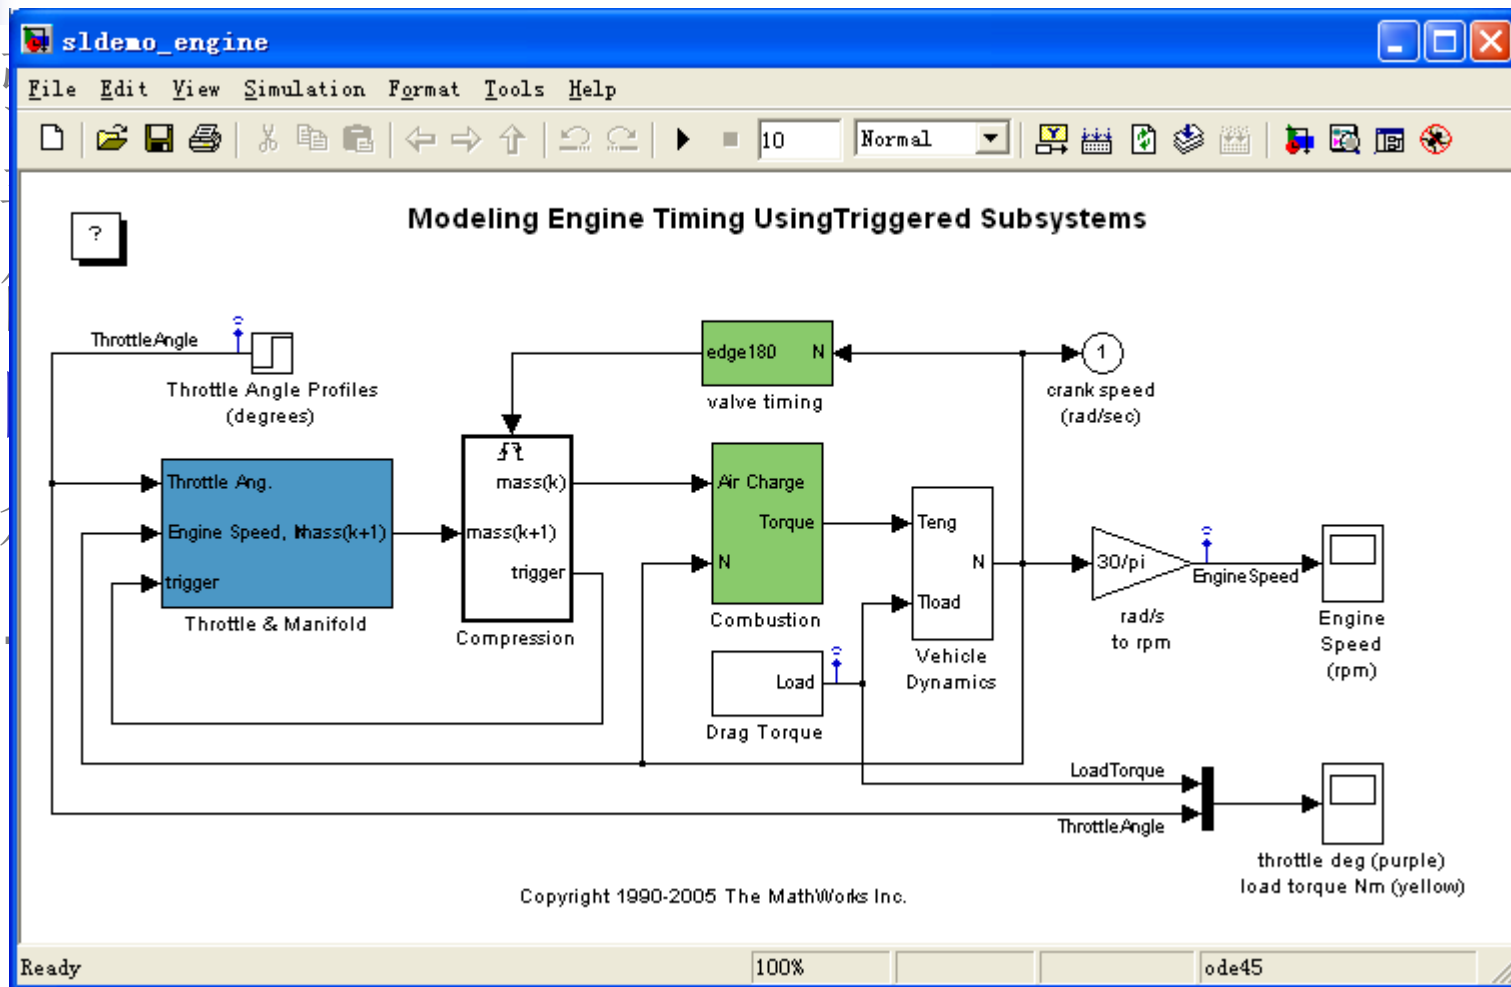 sldemo_engine
File Edit View Simulation Format Tools Help
10 Normal
Modeling Engine Timing UsingTriggered Subsystems
?
ThrottleAngle
Throttle Angle Profiles
(degrees)
edge180 N
valve timing
1
crank speed
(rad/sec)
Throttle Ang.
Engine Speed, N
mass(k+1)
trigger
Throttle & Manifold
mass(k)
mass(k+1)
trigger
Compression
Air Charge
Torque
N
Combustion
Teng
N
Tload
Vehicle
Dynamics
30/pi
rad/s
to rpm
EngineSpeed
Engine
Speed
(rpm)
Load
Drag Torque
LoadTorque
ThrottleAngle
throttle deg (purple)
load torque Nm (yellow)
Copyright 1990-2005 The MathWorks Inc.
Ready 100% ode45